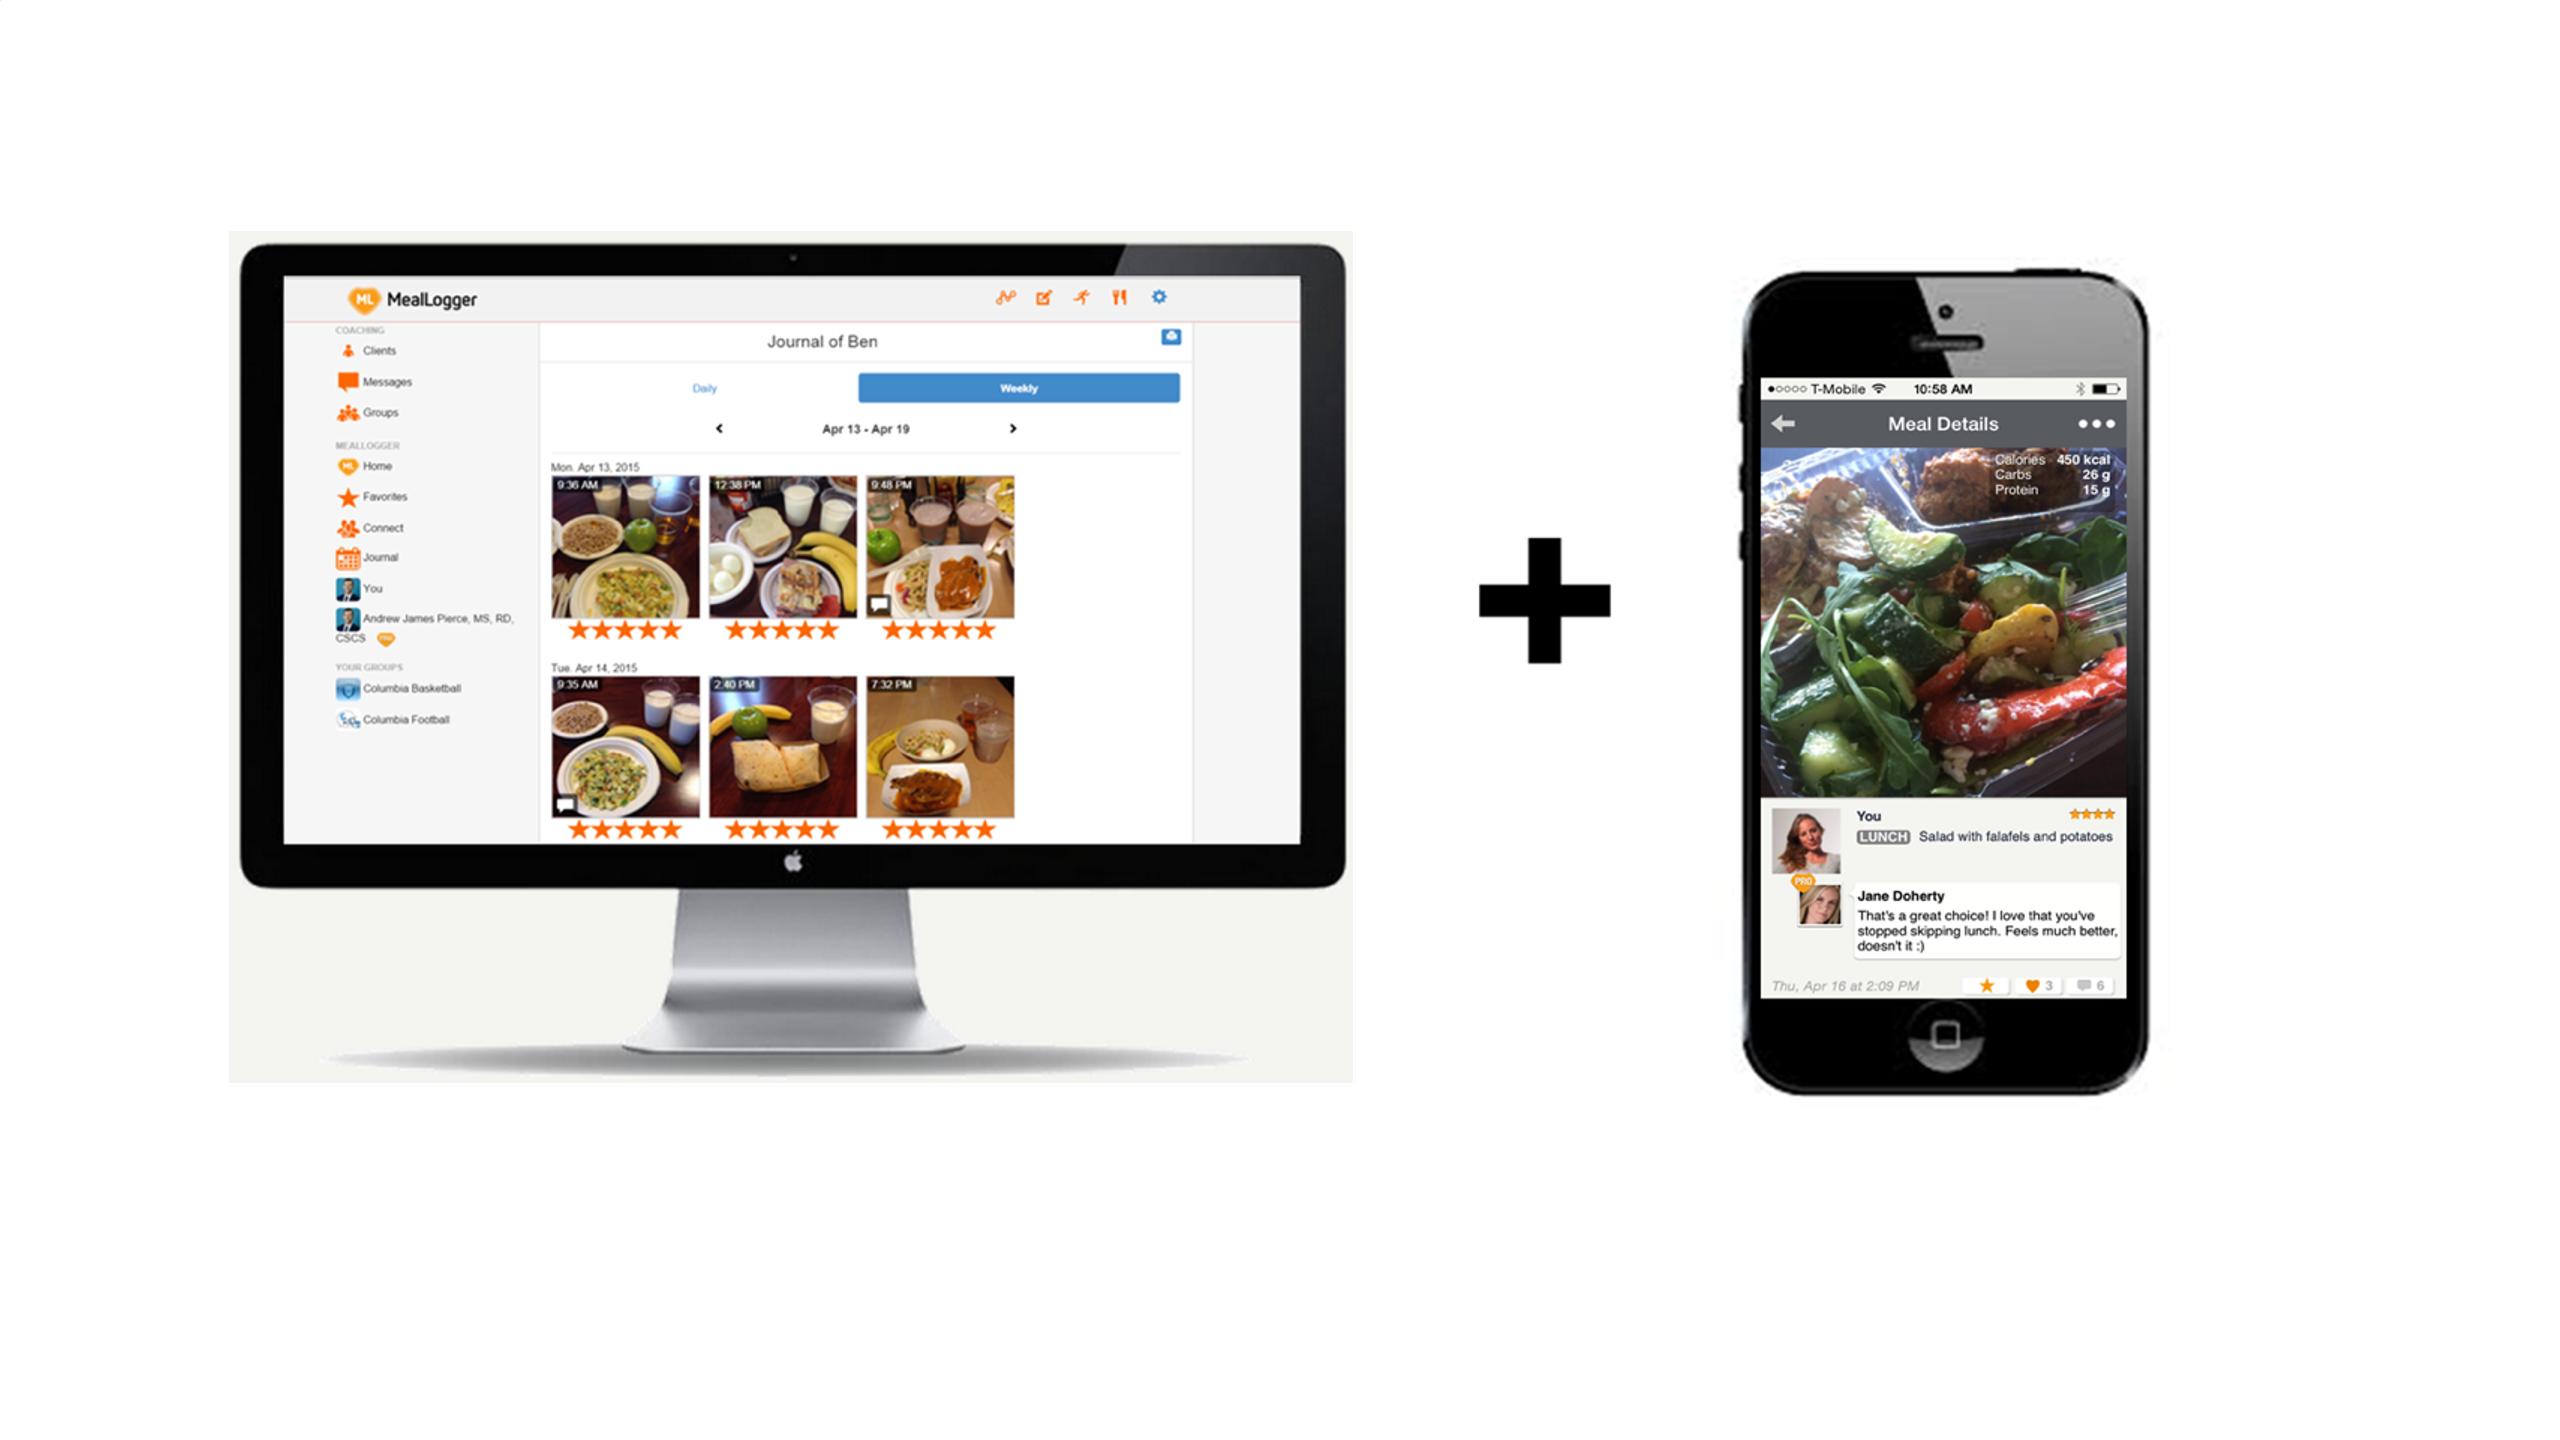 ML MealLogger
COACHING
Clients
Messages
Groups
MEALLOGGER
ML Home
Favorites
Connect
Journal
You
Andrew James Pierce, MS, RD,
CSCS PRO
YOUR GROUPS
Columbia Basketball
Columbia Football
Journal of Ben
Daily Weekly
Apr 13 - Apr 19
Mon. Apr 13, 2015
9:36 AM 12:38 PM 9:48 PM
Tue. Apr 14, 2015
9:35 AM 2:40 PM 7:32 PM
T-Mobile 10:58 AM
Meal Details
Calories 450 kcal
Carbs 26 g
Protein 15 g
You
LUNCH Salad with falafels and potatoes
PRO
Jane Doherty
That's a great choice! I love that you've
stopped skipping lunch. Feels much better,
doesn't it :)
Thu, Apr 16 at 2:09 PM 3 6